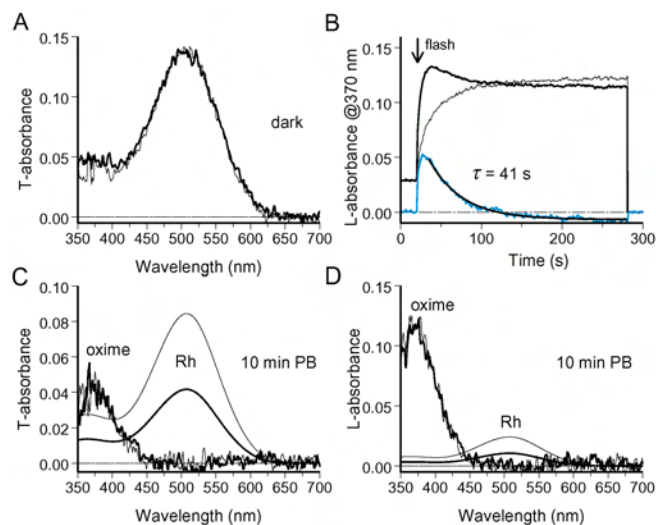 A
T-absorbance
0.15
0.10
0.05
0.00
dark
350 400 450 500 550 600 650 700
Wavelength (nm)
B
L-absorbance @370 nm
0.15
0.10
0.05
0.00
flash
τ = 41 s
0 100 200 300
Time (s)
C
T-absorbance
0.10
0.08
0.06
0.04
0.02
0.00
oxime
Rh
10 min PB
350 400 450 500 550 600 650 700
Wavelength (nm)
D
L-absorbance
0.15
0.10
0.05
0.00
oxime
10 min PB
Rh
350 400 450 500 550 600 650 700
Wavelength (nm)